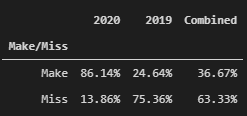 2020 2019 Combined
Make/Miss
Make 86.14% 24.64% 36.67%
Miss 13.86% 75.36% 63.33%